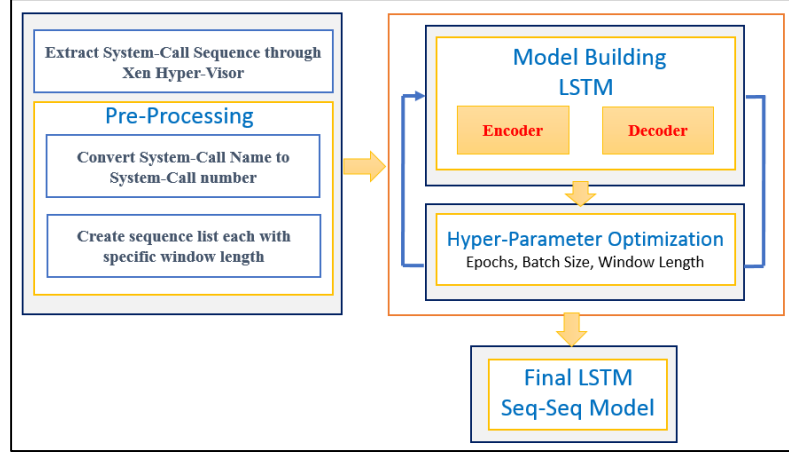 Extract System-Call Sequence through
Xen Hyper-Visor
Pre-Processing
Convert System-Call Name to
System-Call number
Create sequence list each with
specific window length
Model Building
LSTM
Encoder
Decoder
Hyper-Parameter Optimization
Epochs, Batch Size, Window Length
Final LSTM
Seq-Seq Model